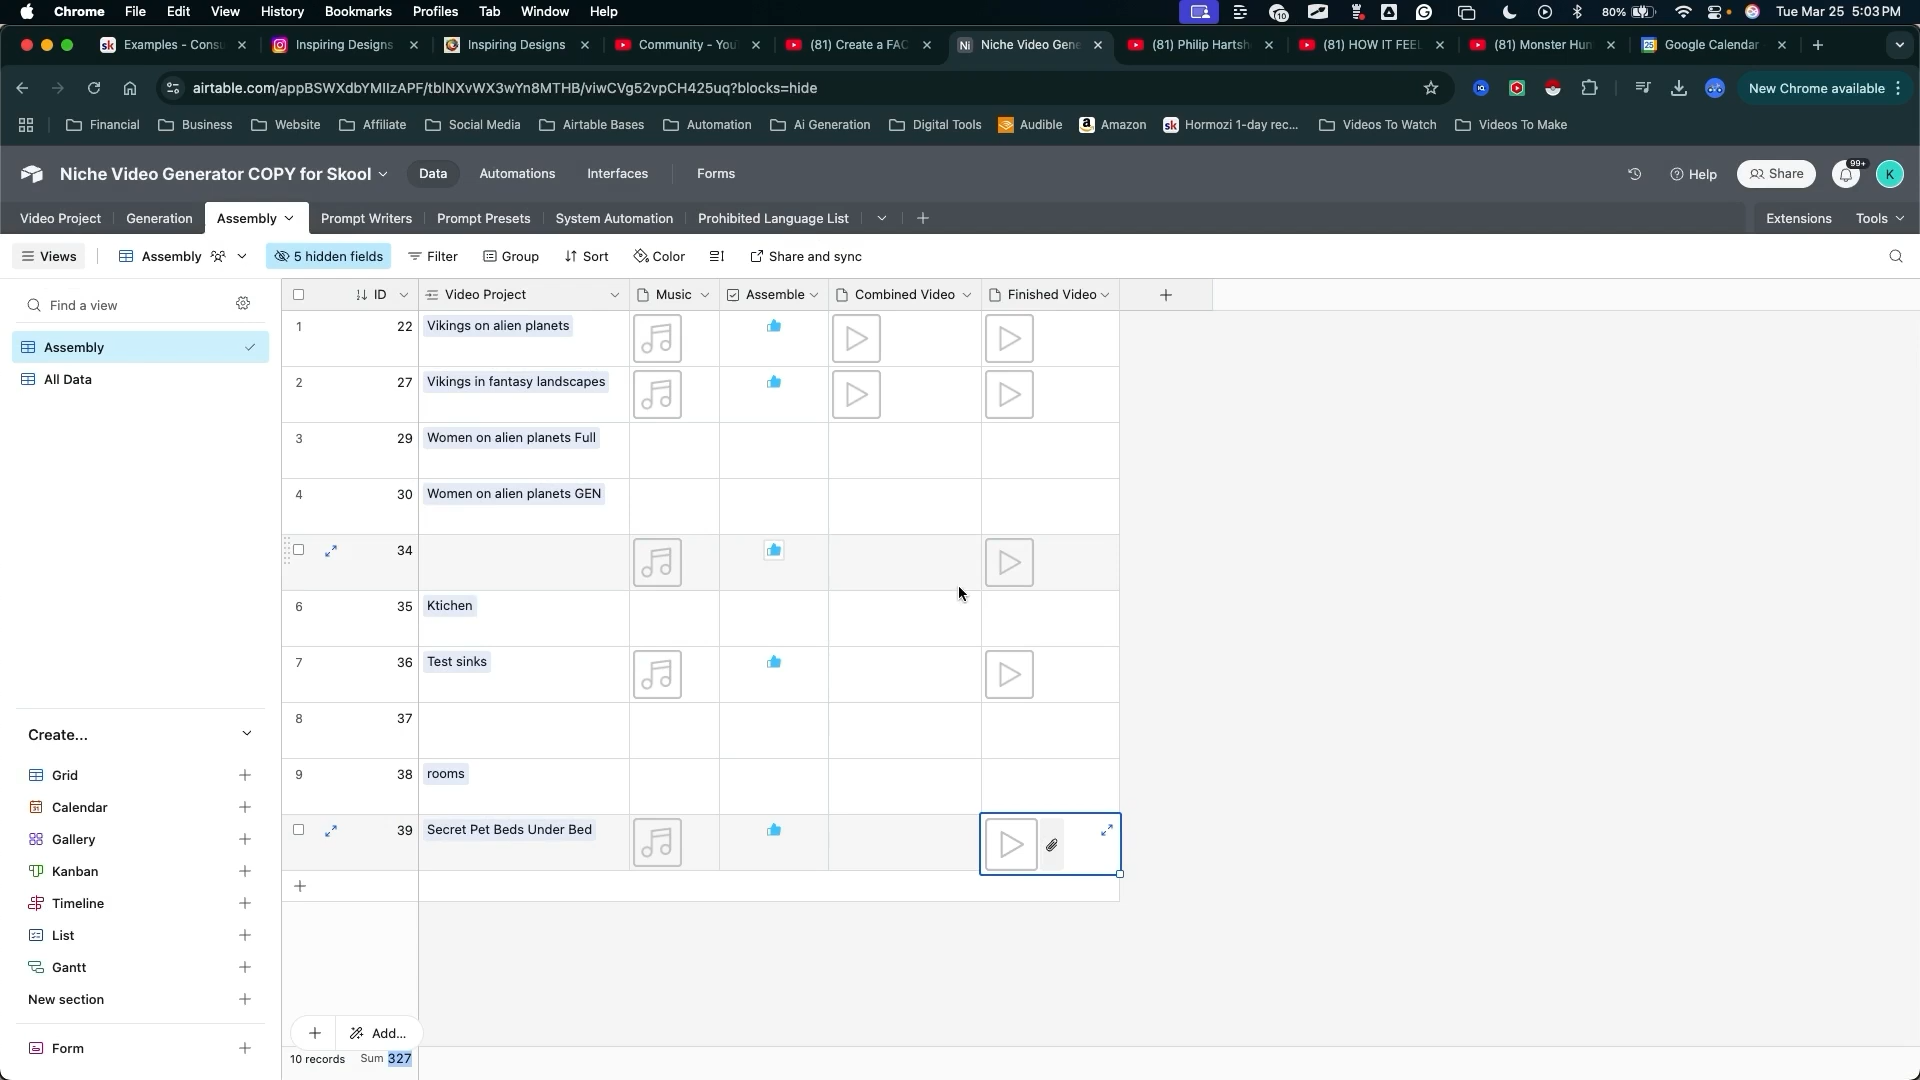 Chrome File Edit View History Bookmarks Profiles Tab Window Help 10 80% Tue Mar 25 5:03 PM
Examples - Consu Inspiring Designs Inspiring Designs Community - You (81) Create a FAC Niche Video Gene (81) Philip Hartsh (81) HOW IT FEEL (81) Monster Hun 25 Google Calendar
airtable.com/appBSWXdbYMIIzAPF/tblNXvWX3wYn8MTHB/viwCVg52vpCH425uq?blocks=hide New Chrome available
Financial Business Website Affiliate Social Media Airtable Bases Automation Ai Generation Digital Tools Audible Amazon Hormozi 1-day rec... Videos To Watch Videos To Make
Niche Video Generator COPY for Skool Data Automations Interfaces Forms Help Share 99+ K
Video Project Generation Assembly Prompt Writers Prompt Presets System Automation Prohibited Language List Extensions Tools
Views Assembly 5 hidden fields Filter Group Sort Color Share and sync
Find a view
Assembly
All Data
ID Video Project Music Assemble Combined Video Finished Video
1 22 Vikings on alien planets
2 27 Vikings in fantasy landscapes
3 29 Women on alien planets Full
4 30 Women on alien planets GEN
34
6 35 Ktichen
7 36 Test sinks
8 37
9 38 rooms
39 Secret Pet Beds Under Bed
Create...
Grid
Calendar
Gallery
Kanban
Timeline
List
Gantt
New section
Form
Add...
10 records Sum 327